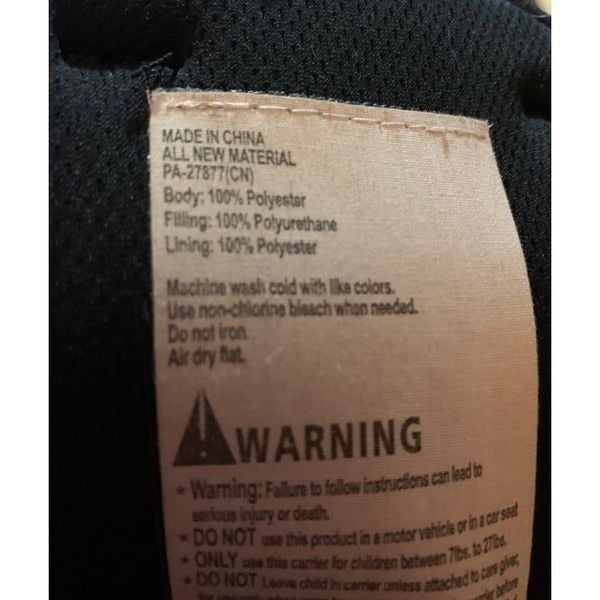 MADE IN CHINA
ALL NEW MATERIAL
PA-27877(CN)
Body: 100% Polyester
Filling: 100% Polyurethane
Lining: 100% Polyester
Machine wash cold with like colors.
Use non-chlorine bleach when needed.
Do not iron.
Air dry flat.
WARNING
* Warning: Failure to follow instructions can lead to
serious injury or death.
* DO NOT use this product in a motor vehicle or in a car seat
* ONLY use this carrier for children between 7lbs. to 27lbs.
* DO NOT Leave child in carrier unless attached to care giver,
carrier before